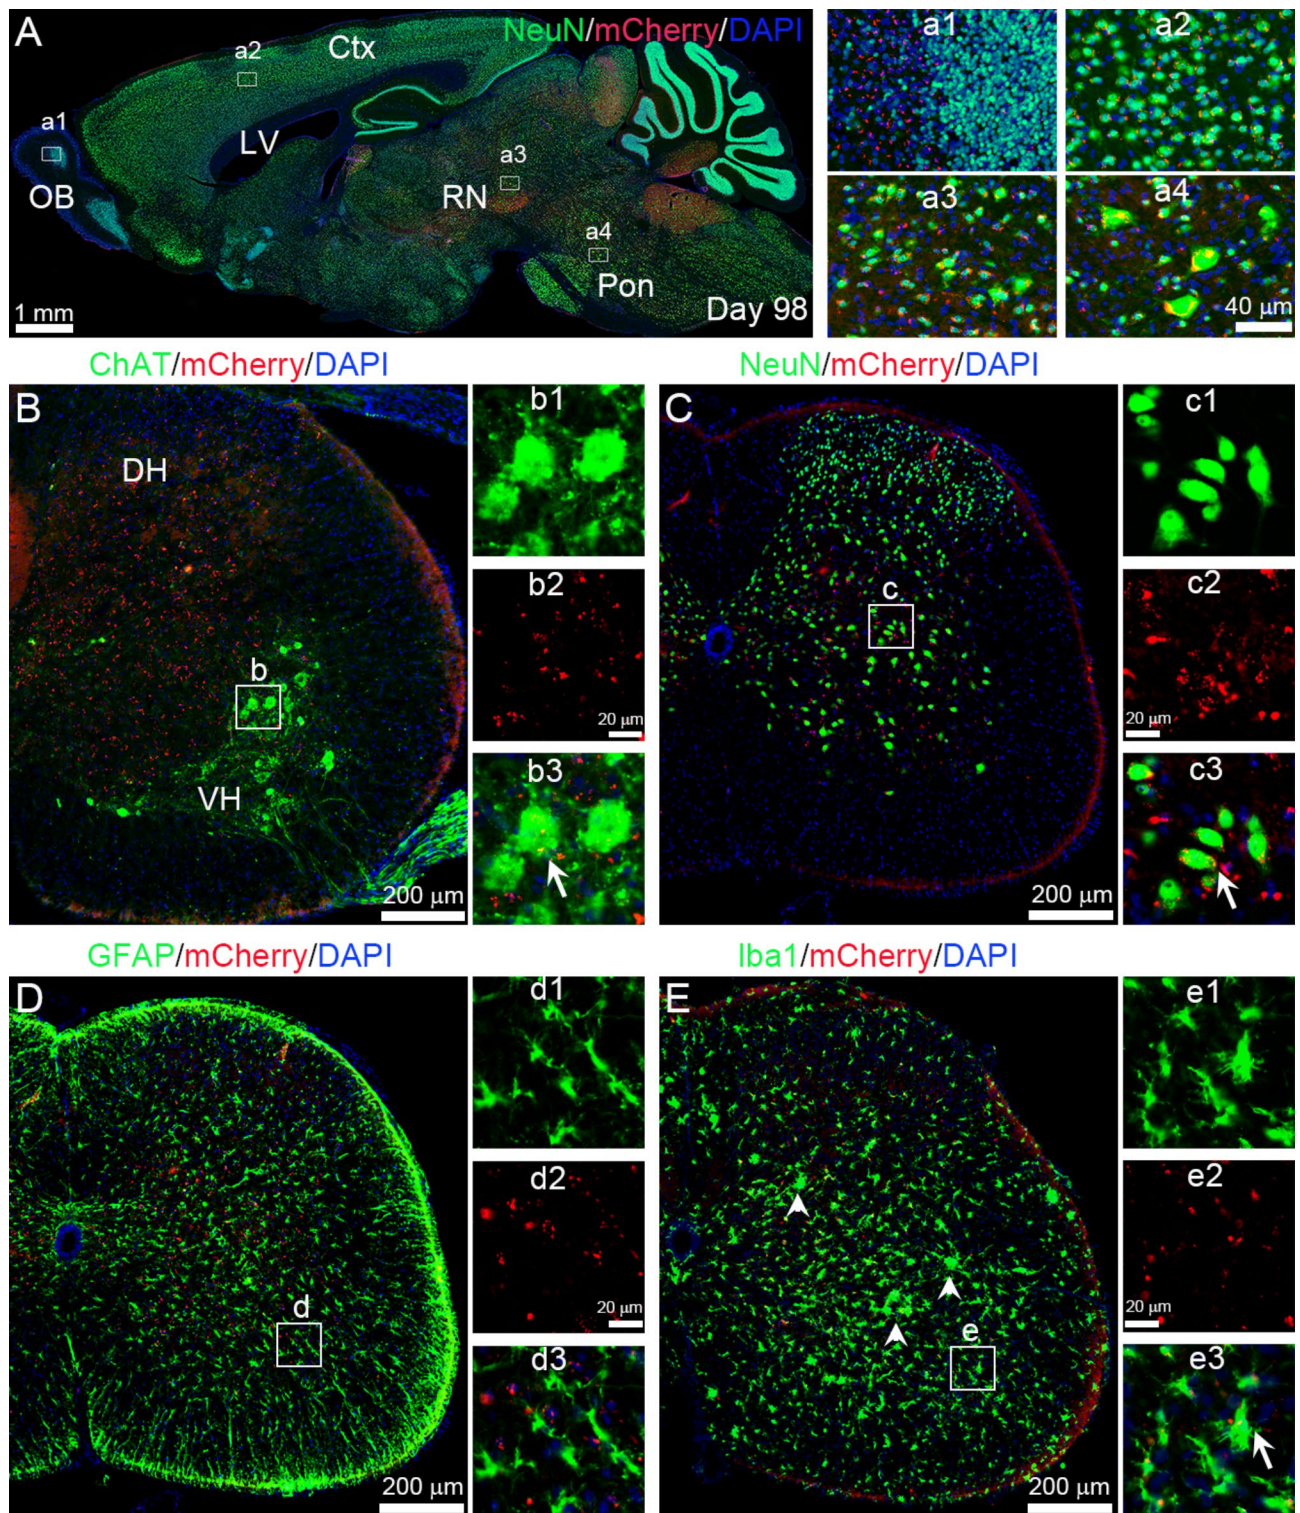 A
NeuN/mCherry/DAPI
a2
Ctx
a1
LV
OB
a3
RN
a4
Pon
1 mm
Day 98
a1
a2
a3
a4
40 μm
ChAT/mCherry/DAPI
B
DH
b
VH
200 μm
b1
b2
20 μm
b3
NeuN/mCherry/DAPI
C
c
200 μm
c1
c2
20 μm
c3
GFAP/mCherry/DAPI
D
d
200 μm
d1
d2
20 μm
d3
Iba1/mCherry/DAPI
E
e
200 μm
e1
e2
20 μm
e3